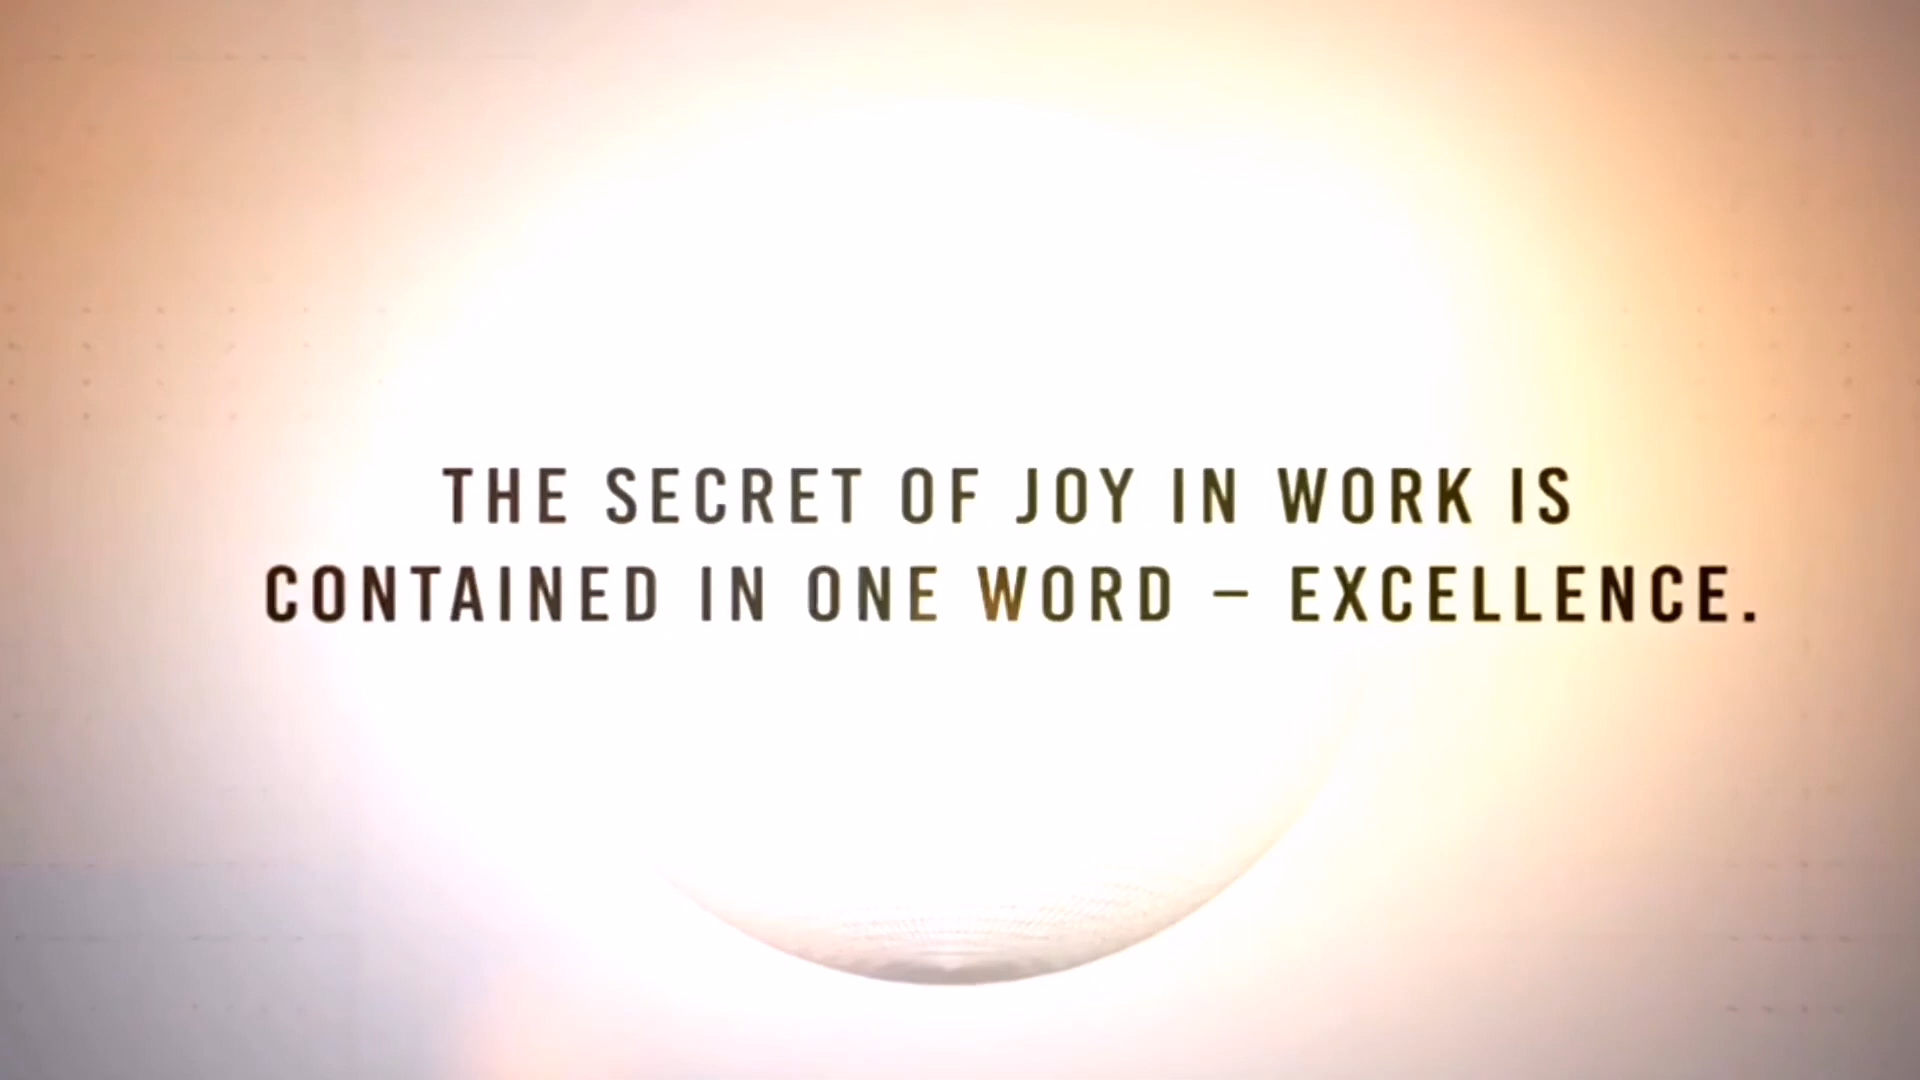 THE SECRET OF JOY IN WORK IS
CONTAINED IN ONE WORD – EXCELLENCE.